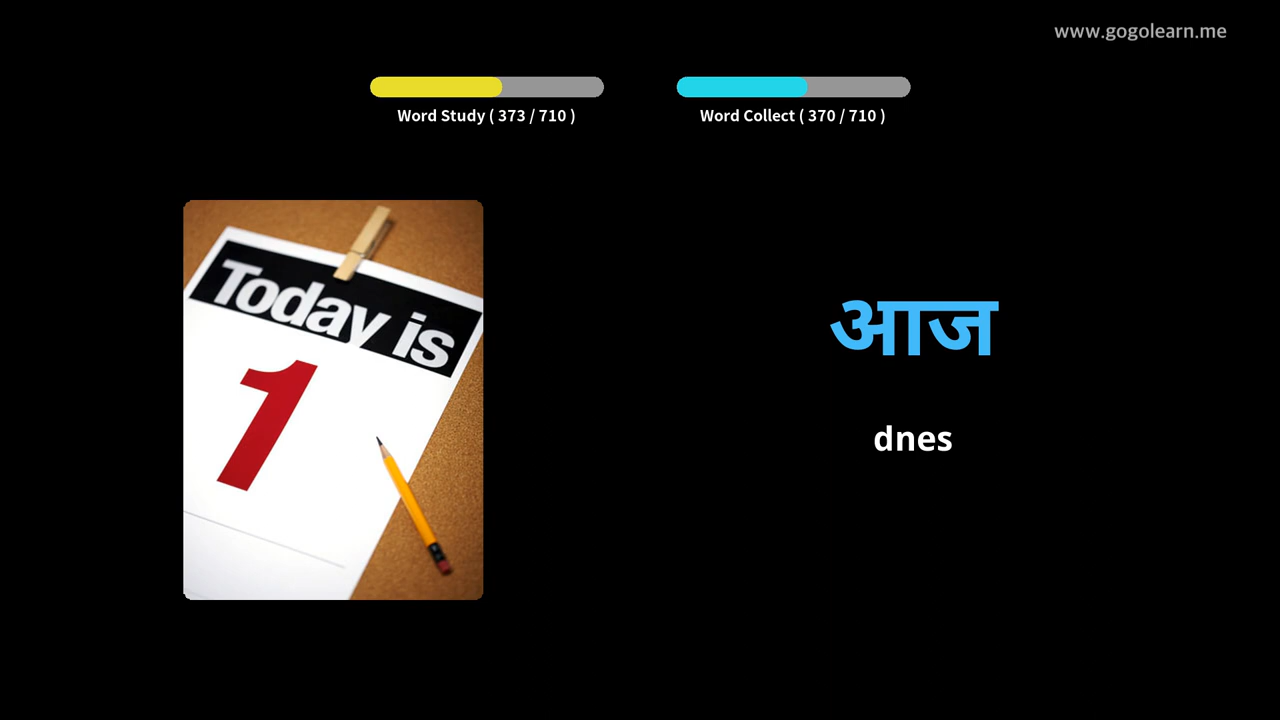 www.gogolearn.me
Word Study ( 373 / 710 )
Word Collect ( 370 / 710 )
Today is
1
आज
dnes